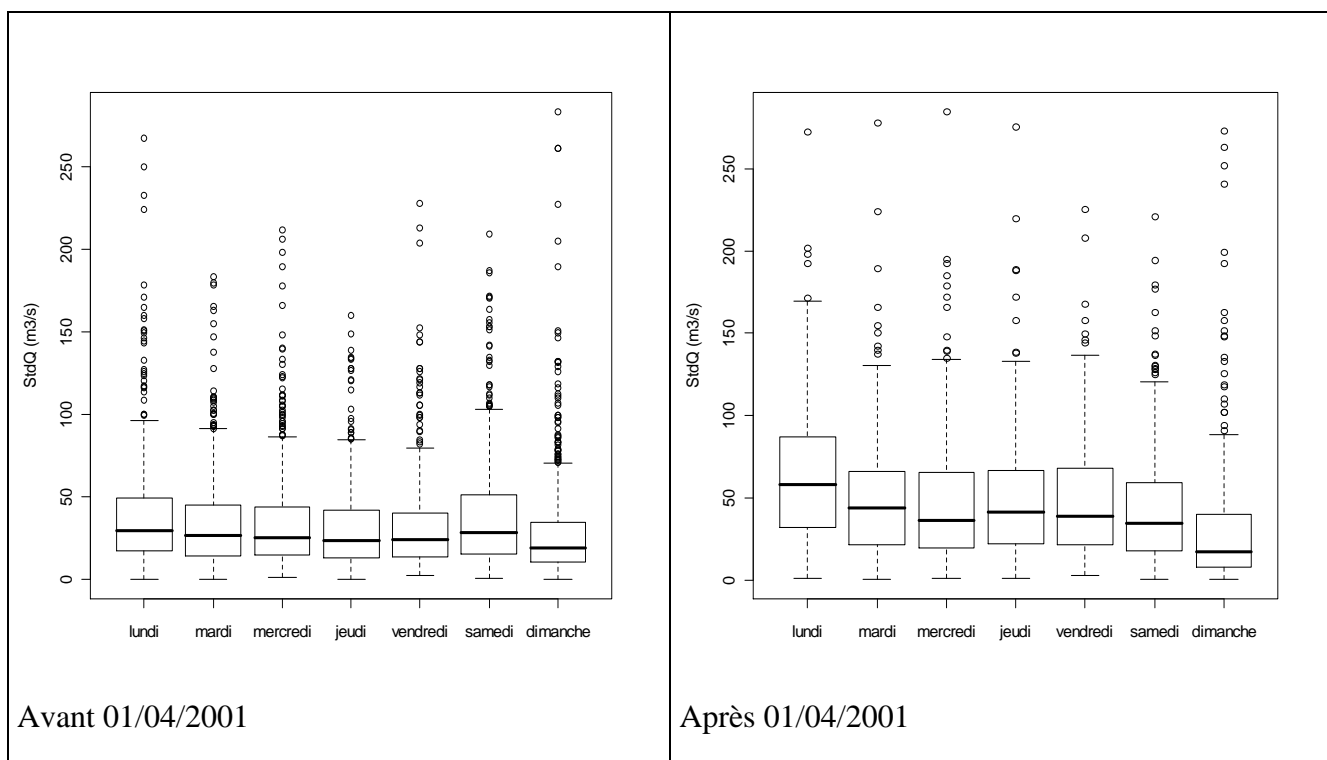 250
200
150
100
50
0
StdQ (m3/s)
lundi mardi mercredi jeudi vendredi samedi dimanche
Avant 01/04/2001
250
200
150
100
50
0
StdQ (m3/s)
lundi mardi mercredi jeudi vendredi samedi dimanche
Après 01/04/2001